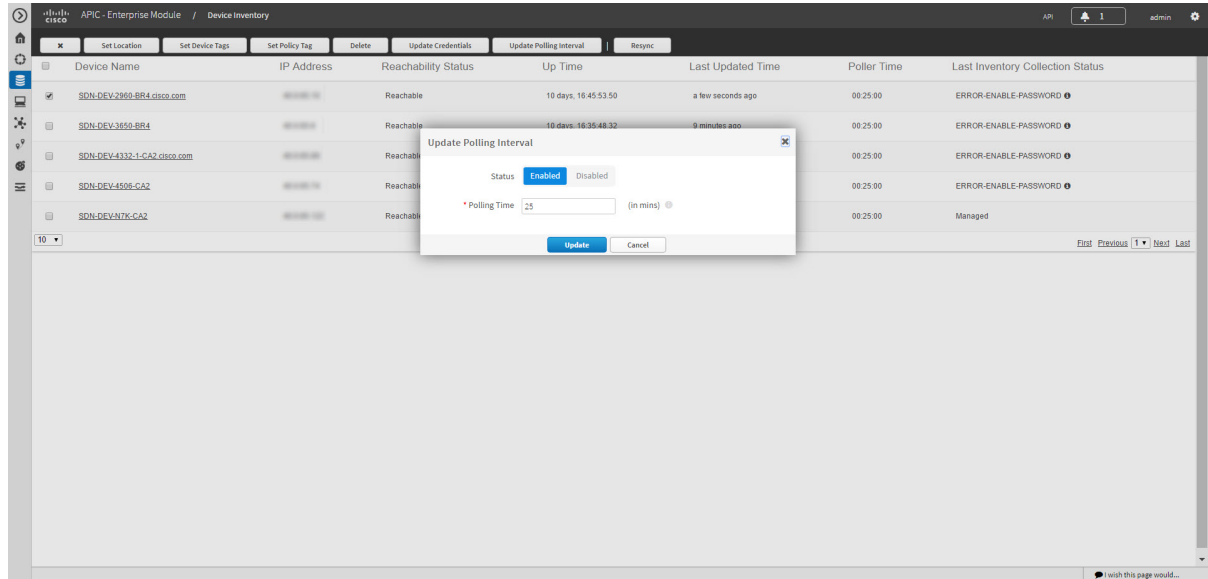 CISCO APIC - Enterprise Module / Device Inventory API 1 admin
Set Location Set Device Tags Set Policy Tag Delete Update Credentials Update Polling Interval | Resync
Device Name IP Address Reachability Status Up Time Last Updated Time Poller Time Last Inventory Collection Status
SDN-DEV-2960-BR4.cisco.com Reachable 10 days, 16:45:53.50 a few seconds ago 00:25:00 ERROR-ENABLE-PASSWORD
SDN-DEV-3650-BR4 Reachable 10 days, 16:35:48.32 9 minutes ago 00:25:00 ERROR-ENABLE-PASSWORD
SDN-DEV-4332-1-CA2.cisco.com Reachabl 00:25:00 ERROR-ENABLE-PASSWORD
SDN-DEV-4506-CA2 Reachabl 00:25:00 ERROR-ENABLE-PASSWORD
SDN-DEV-N7K-CA2 Reachabl 00:25:00 Managed
10 First Previous 1 Next Last
Update Polling Interval
Status Enabled Disabled
* Polling Time 25 (in mins)
Update Cancel
I wish this page would...